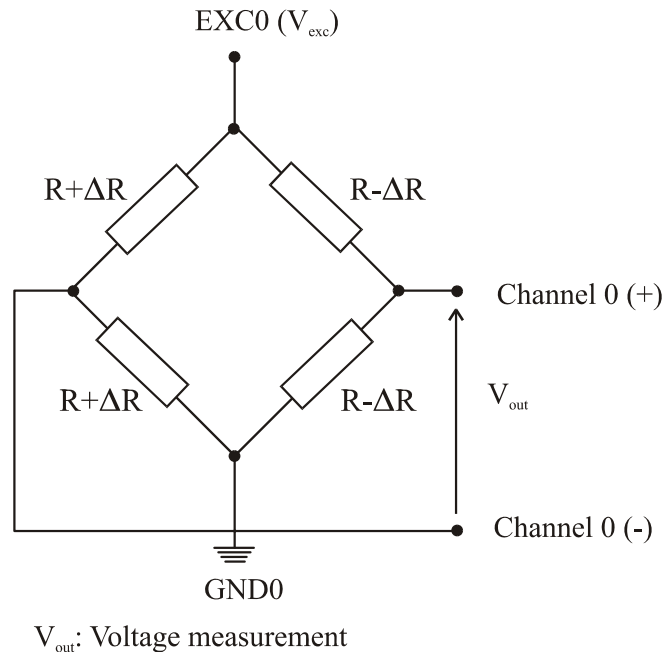 EXC0 (Vexc)
R+ΔR
R-ΔR
Channel 0 (+)
R+ΔR
R-ΔR
Vout
Channel 0 (-)
GND0
Vout: Voltage measurement